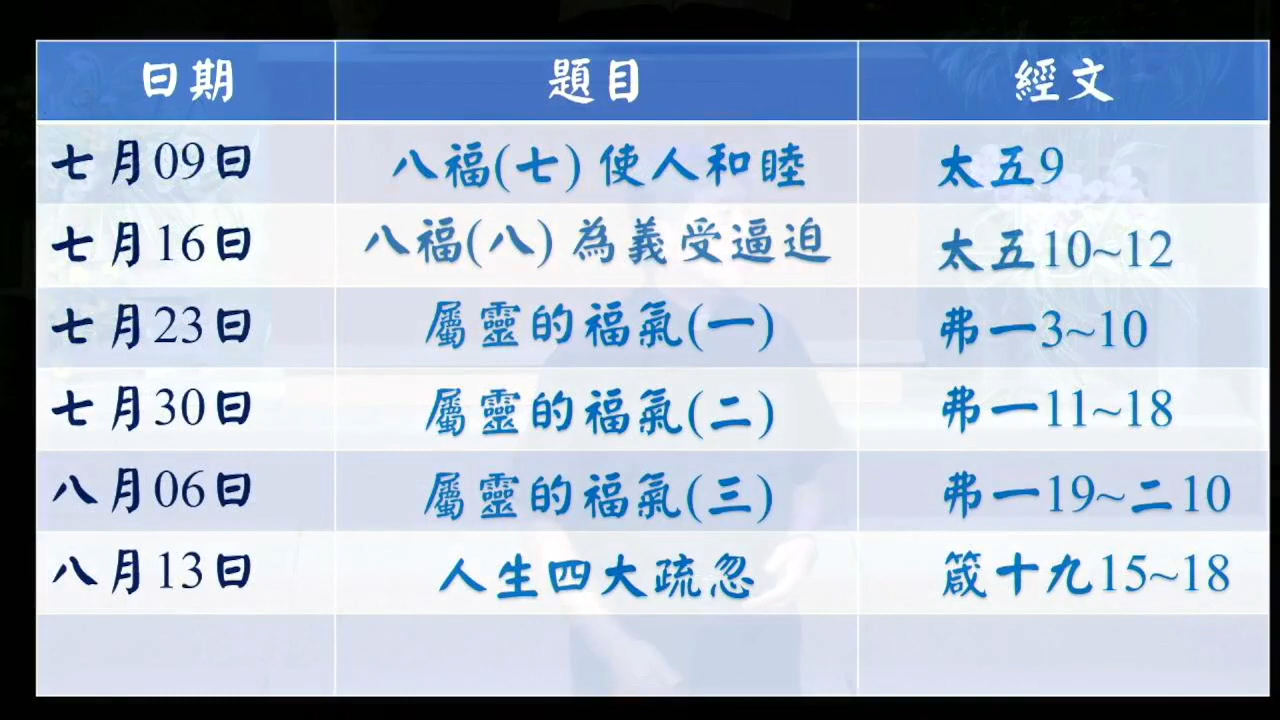 日期 題目 經文
七月09日 八福(七) 使人和睦 太五9
七月16日 八福(八) 為義受逼迫 太五10~12
七月23日 屬靈的福氣(一) 弗一3~10
七月30日 屬靈的福氣(二) 弗一11~18
八月06日 屬靈的福氣(三) 弗一19~二10
八月13日 人生四大疏忽 箴十九15~18